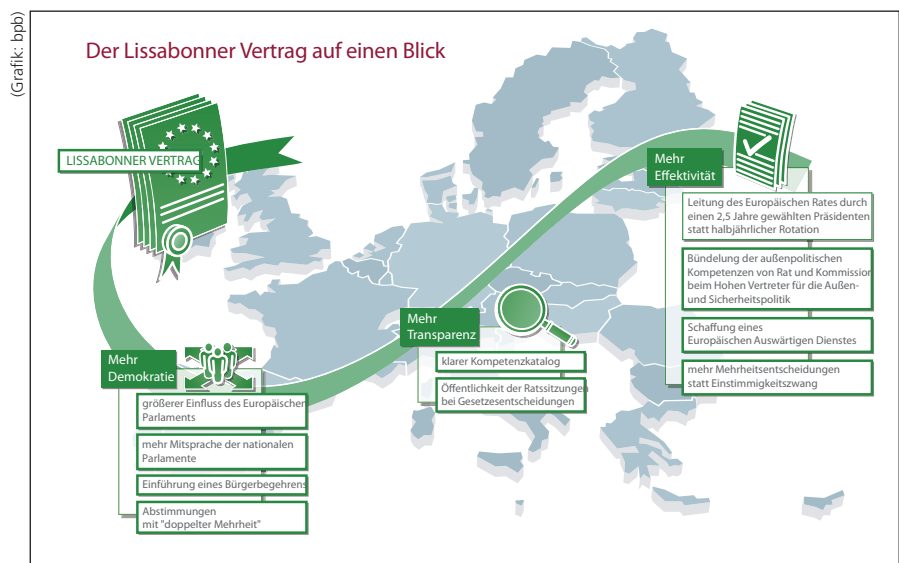 (Grafik: bpb)
Der Lissabonner Vertrag auf einen Blick
LISSABONNER VERTRAG
Mehr
Demokratie
größerer Einfluss des Europäischen
Parlaments
mehr Mitsprache der nationalen
Parlamente
Einführung eines Bürgerbegehrens
Abstimmungen
mit "doppelter Mehrheit"
Mehr
Transparenz
klarer Kompetenzkatalog
Öffentlichkeit der Ratssitzungen
bei Gesetzesentscheidungen
Mehr
Effektivität
Leitung des Europäischen Rates durch
einen 2,5 Jahre gewählten Präsidenten
statt halbjährlicher Rotation
Bündelung der außenpolitischen
Kompetenzen von Rat und Kommission
beim Hohen Vertreter für die Außen-
und Sicherheitspolitik
Schaffung eines
Europäischen Auswärtigen Dienstes
mehr Mehrheitsentscheidungen
statt Einstimmigkeitszwang